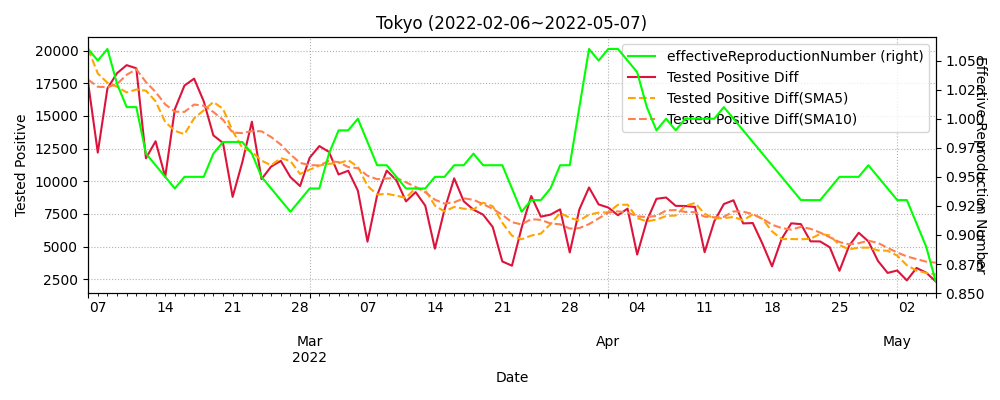 Tokyo (2022-02-06~2022-05-07)
effectiveReproductionNumber (right)
Tested Positive Diff
Tested Positive Diff(SMA5)
Tested Positive Diff(SMA10)
20000
17500
15000
12500
10000
7500
5000
2500
Tested Positive
1.050
1.025
1.000
0.975
0.950
0.925
0.900
0.875
0.850
Effective Reproduction Number
07 14 21 28 07 14 21 28 04 11 18 25 02
Mar Apr May
2022
Date